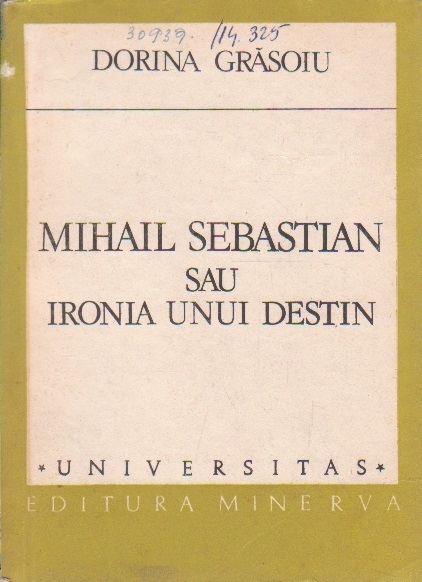 30939. /14.325
DORINA GRĂSOIU
MIHAIL SEBASTIAN
SAU
IRONIA UNUI DESTIN
* UNIVERSITAS *
EDITURA MINERVA